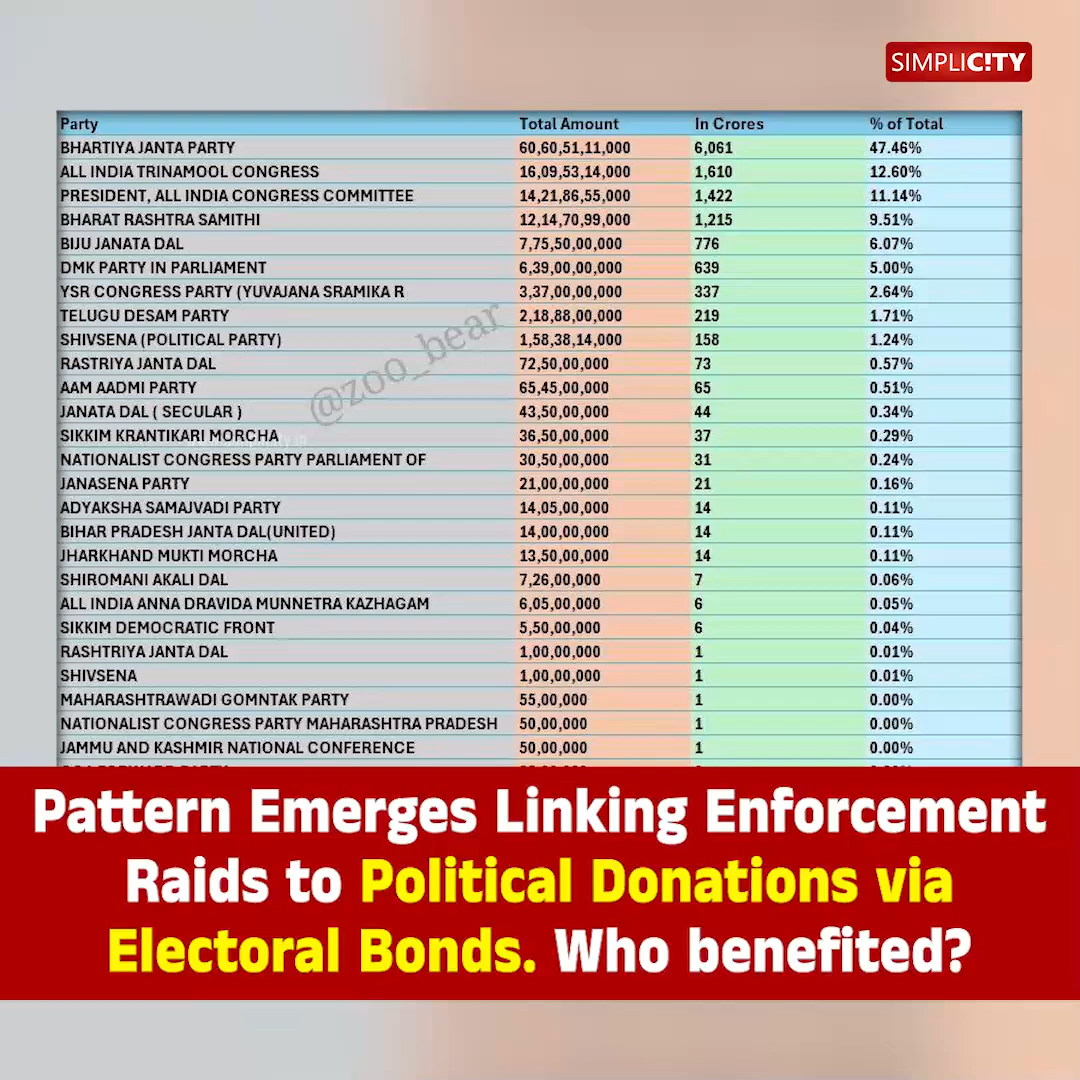 SIMPLIC!TY
Party Total Amount In Crores % of Total
BHARTIYA JANTA PARTY 60,60,51,11,000 6,061 47.46%
ALL INDIA TRINAMOOL CONGRESS 16,09,53,14,000 1,610 12.60%
PRESIDENT, ALL INDIA CONGRESS COMMITTEE 14,21,86,55,000 1,422 11.14%
BHARAT RASHTRA SAMITHI 12,14,70,99,000 1,215 9.51%
BIJU JANATA DAL 7,75,50,00,000 776 6.07%
DMK PARTY IN PARLIAMENT 6,39,00,00,000 639 5.00%
YSR CONGRESS PARTY (YUVAJANA SRAMIKA R 3,37,00,00,000 337 2.64%
TELUGU DESAM PARTY 2,18,88,00,000 219 1.71%
SHIVSENA (POLITICAL PARTY) 1,58,38,14,000 158 1.24%
RASTRIYA JANTA DAL 72,50,00,000 73 0.57%
AAM AADMI PARTY 65,45,00,000 65 0.51%
JANATA DAL ( SECULAR ) 43,50,00,000 44 0.34%
SIKKIM KRANTIKARI MORCHA 36,50,00,000 37 0.29%
NATIONALIST CONGRESS PARTY PARLIAMENT OF 30,50,00,000 31 0.24%
JANASENA PARTY 21,00,00,000 21 0.16%
ADYAKSHA SAMAJVADI PARTY 14,05,00,000 14 0.11%
BIHAR PRADESH JANTA DAL(UNITED) 14,00,00,000 14 0.11%
JHARKHAND MUKTI MORCHA 13,50,00,000 14 0.11%
SHIROMANI AKALI DAL 7,26,00,000 7 0.06%
ALL INDIA ANNA DRAVIDA MUNNETRA KAZHAGAM 6,05,00,000 6 0.05%
SIKKIM DEMOCRATIC FRONT 5,50,00,000 6 0.04%
RASHTRIYA JANTA DAL 1,00,00,000 1 0.01%
SHIVSENA 1,00,00,000 1 0.01%
MAHARASHTRAWADI GOMNTAK PARTY 55,00,000 1 0.00%
NATIONALIST CONGRESS PARTY MAHARASHTRA PRADESH 50,00,000 1 0.00%
JAMMU AND KASHMIR NATIONAL CONFERENCE 50,00,000 1 0.00%
@zoo_bear
Pattern Emerges Linking Enforcement
Raids to Political Donations via
Electoral Bonds. Who benefited?